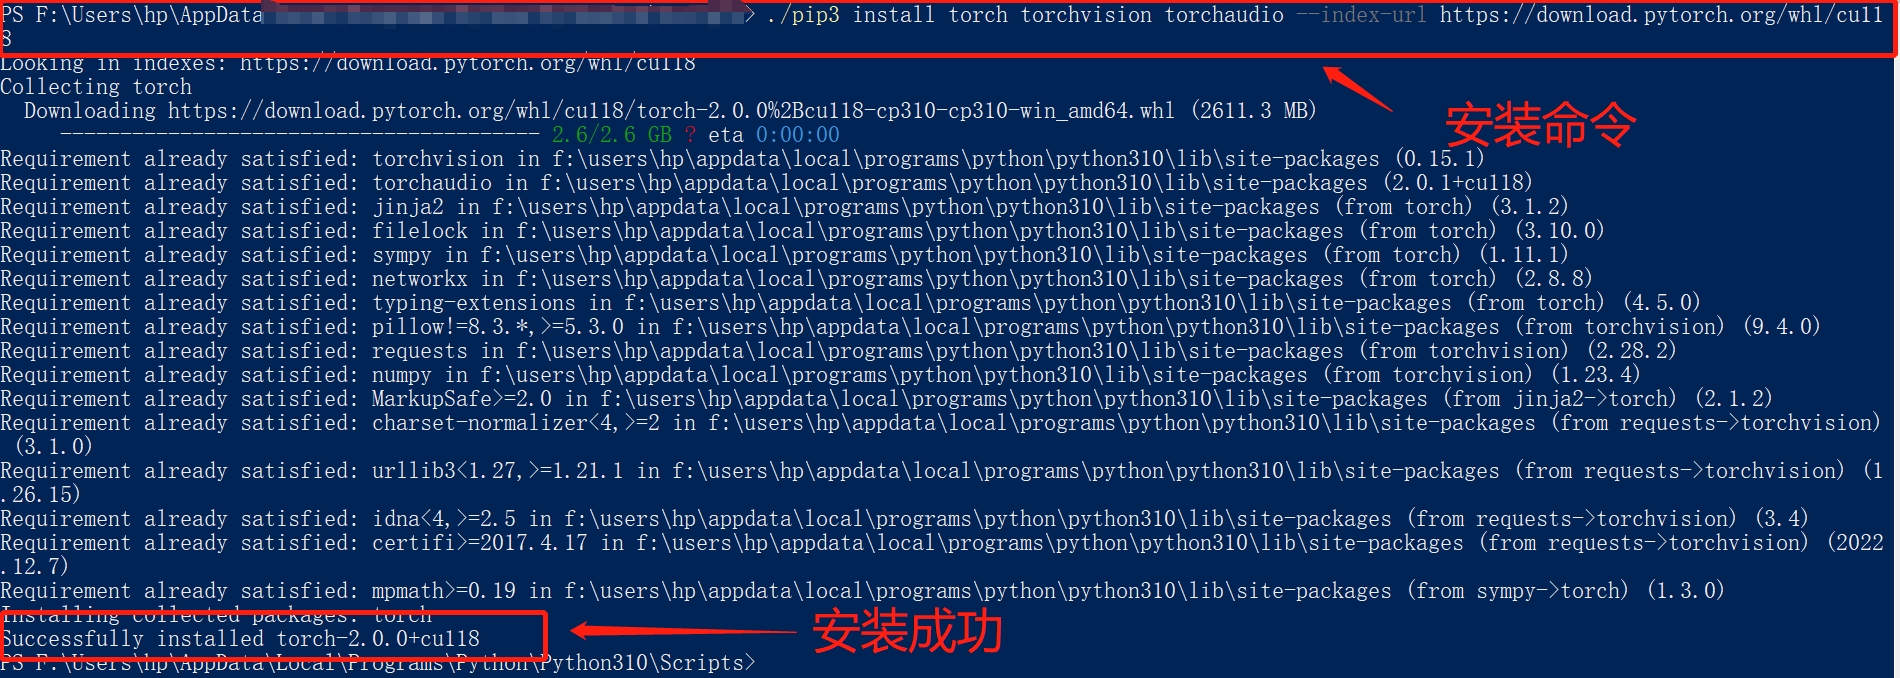 PS F:\Users\hp\AppData > ./pip3 install torch torchvision torchaudio --index-url https://download.pytorch.org/whl/cu11
8
Looking in indexes: https://download.pytorch.org/whl/cu118
Collecting torch
Downloading https://download.pytorch.org/whl/cu118/torch-2.0.0%2Bcu118-cp310-cp310-win_amd64.whl (2611.3 MB)
安装命令
---------------------------------------- 2.6/2.6 GB ? eta 0:00:00
Requirement already satisfied: torchvision in f:\users\hp\appdata\local\programs\python\python310\lib\site-packages (0.15.1)
Requirement already satisfied: torchaudio in f:\users\hp\appdata\local\programs\python\python310\lib\site-packages (2.0.1+cu118)
Requirement already satisfied: jinja2 in f:\users\hp\appdata\local\programs\python\python310\lib\site-packages (from torch) (3.1.2)
Requirement already satisfied: filelock in f:\users\hp\appdata\local\programs\python\python310\lib\site-packages (from torch) (3.10.0)
Requirement already satisfied: sympy in f:\users\hp\appdata\local\programs\python\python310\lib\site-packages (from torch) (1.11.1)
Requirement already satisfied: networkx in f:\users\hp\appdata\local\programs\python\python310\lib\site-packages (from torch) (2.8.8)
Requirement already satisfied: typing-extensions in f:\users\hp\appdata\local\programs\python\python310\lib\site-packages (from torch) (4.5.0)
Requirement already satisfied: pillow!=8.3.*,>=5.3.0 in f:\users\hp\appdata\local\programs\python\python310\lib\site-packages (from torchvision) (9.4.0)
Requirement already satisfied: requests in f:\users\hp\appdata\local\programs\python\python310\lib\site-packages (from torchvision) (2.28.2)
Requirement already satisfied: numpy in f:\users\hp\appdata\local\programs\python\python310\lib\site-packages (from torchvision) (1.23.4)
Requirement already satisfied: MarkupSafe>=2.0 in f:\users\hp\appdata\local\programs\python\python310\lib\site-packages (from jinja2->torch) (2.1.2)
Requirement already satisfied: charset-normalizer<4,>=2 in f:\users\hp\appdata\local\programs\python\python310\lib\site-packages (from requests->torchvision)
(3.1.0)
Requirement already satisfied: urllib3<1.27,>=1.21.1 in f:\users\hp\appdata\local\programs\python\python310\lib\site-packages (from requests->torchvision) (1
.26.15)
Requirement already satisfied: idna<4,>=2.5 in f:\users\hp\appdata\local\programs\python\python310\lib\site-packages (from requests->torchvision) (3.4)
Requirement already satisfied: certifi>=2017.4.17 in f:\users\hp\appdata\local\programs\python\python310\lib\site-packages (from requests->torchvision) (2022
.12.7)
Requirement already satisfied: mpmath>=0.19 in f:\users\hp\appdata\local\programs\python\python310\lib\site-packages (from sympy->torch) (1.3.0)
Installing collected packages: torch
Successfully installed torch-2.0.0+cu118
安装成功
PS F:\Users\hp\AppData\Local\Programs\Python\Python310\Scripts>